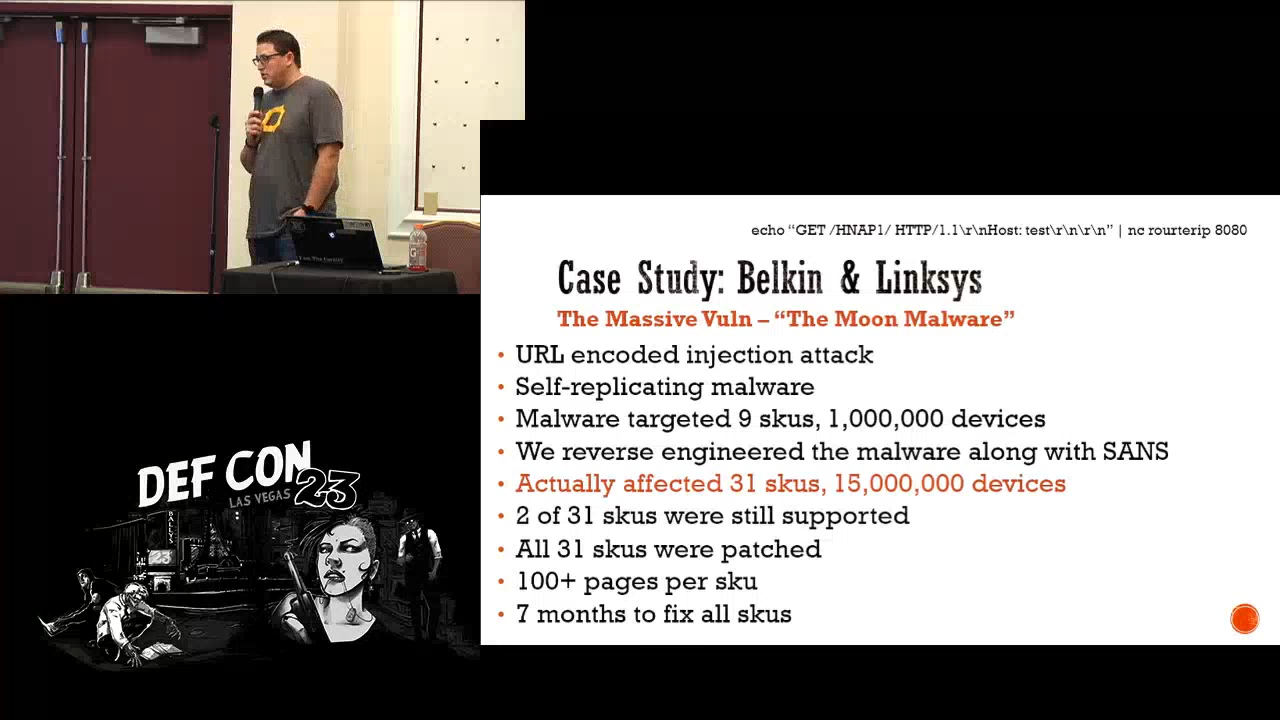 echo “GET /HNAP1/ HTTP/1.1\r\nHost: test\r\n\r\n” | nc rourterip 8080
Case Study: Belkin & Linksys
The Massive Vuln – “The Moon Malware”
• URL encoded injection attack
• Self-replicating malware
• Malware targeted 9 skus, 1,000,000 devices
• We reverse engineered the malware along with SANS
• Actually affected 31 skus, 15,000,000 devices
• 2 of 31 skus were still supported
• All 31 skus were patched
• 100+ pages per sku
• 7 months to fix all skus
DEF CON
LAS VEGAS 23
BALLY'S
23